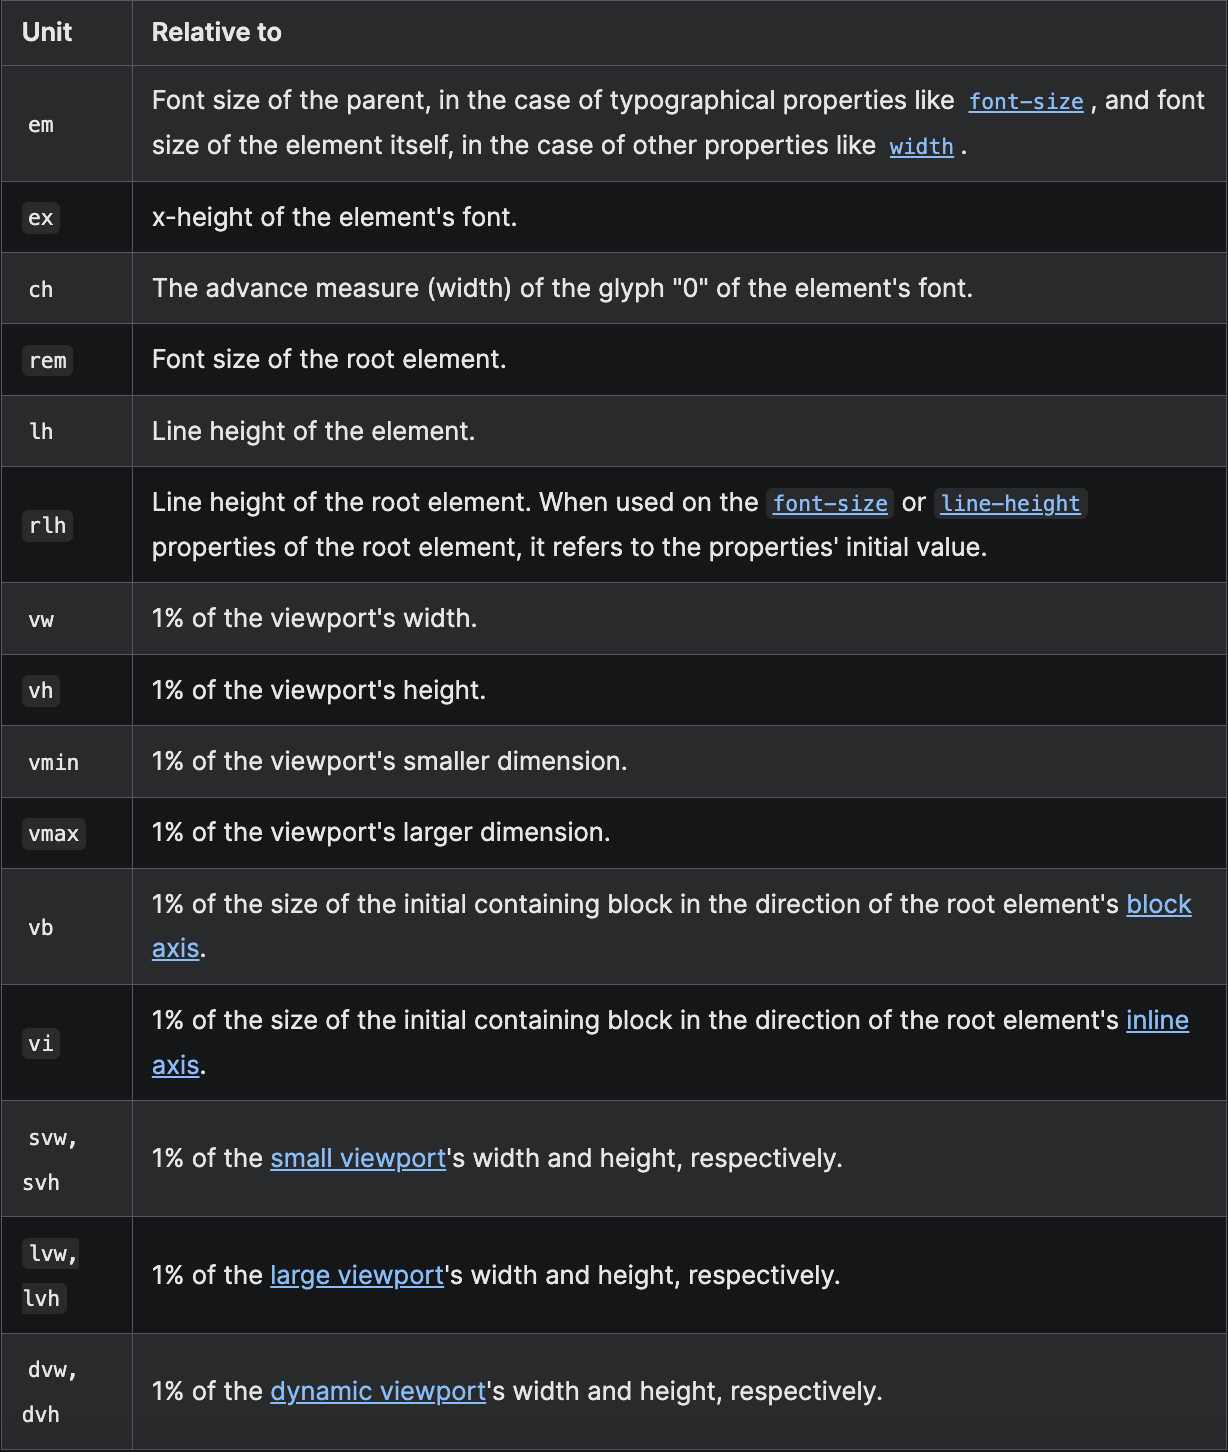 Unit Relative to
em Font size of the parent, in the case of typographical properties like font-size, and font
size of the element itself, in the case of other properties like width.
ex x-height of the element's font.
ch The advance measure (width) of the glyph "0" of the element's font.
rem Font size of the root element.
lh Line height of the element.
rlh Line height of the root element. When used on the font-size or line-height
properties of the root element, it refers to the properties' initial value.
vw 1% of the viewport's width.
vh 1% of the viewport's height.
vmin 1% of the viewport's smaller dimension.
vmax 1% of the viewport's larger dimension.
vb 1% of the size of the initial containing block in the direction of the root element's block
axis.
vi 1% of the size of the initial containing block in the direction of the root element's inline
axis.
svw,
svh
1% of the small viewport's width and height, respectively.
lvw,
lvh
1% of the large viewport's width and height, respectively.
dvw,
dvh
1% of the dynamic viewport's width and height, respectively.